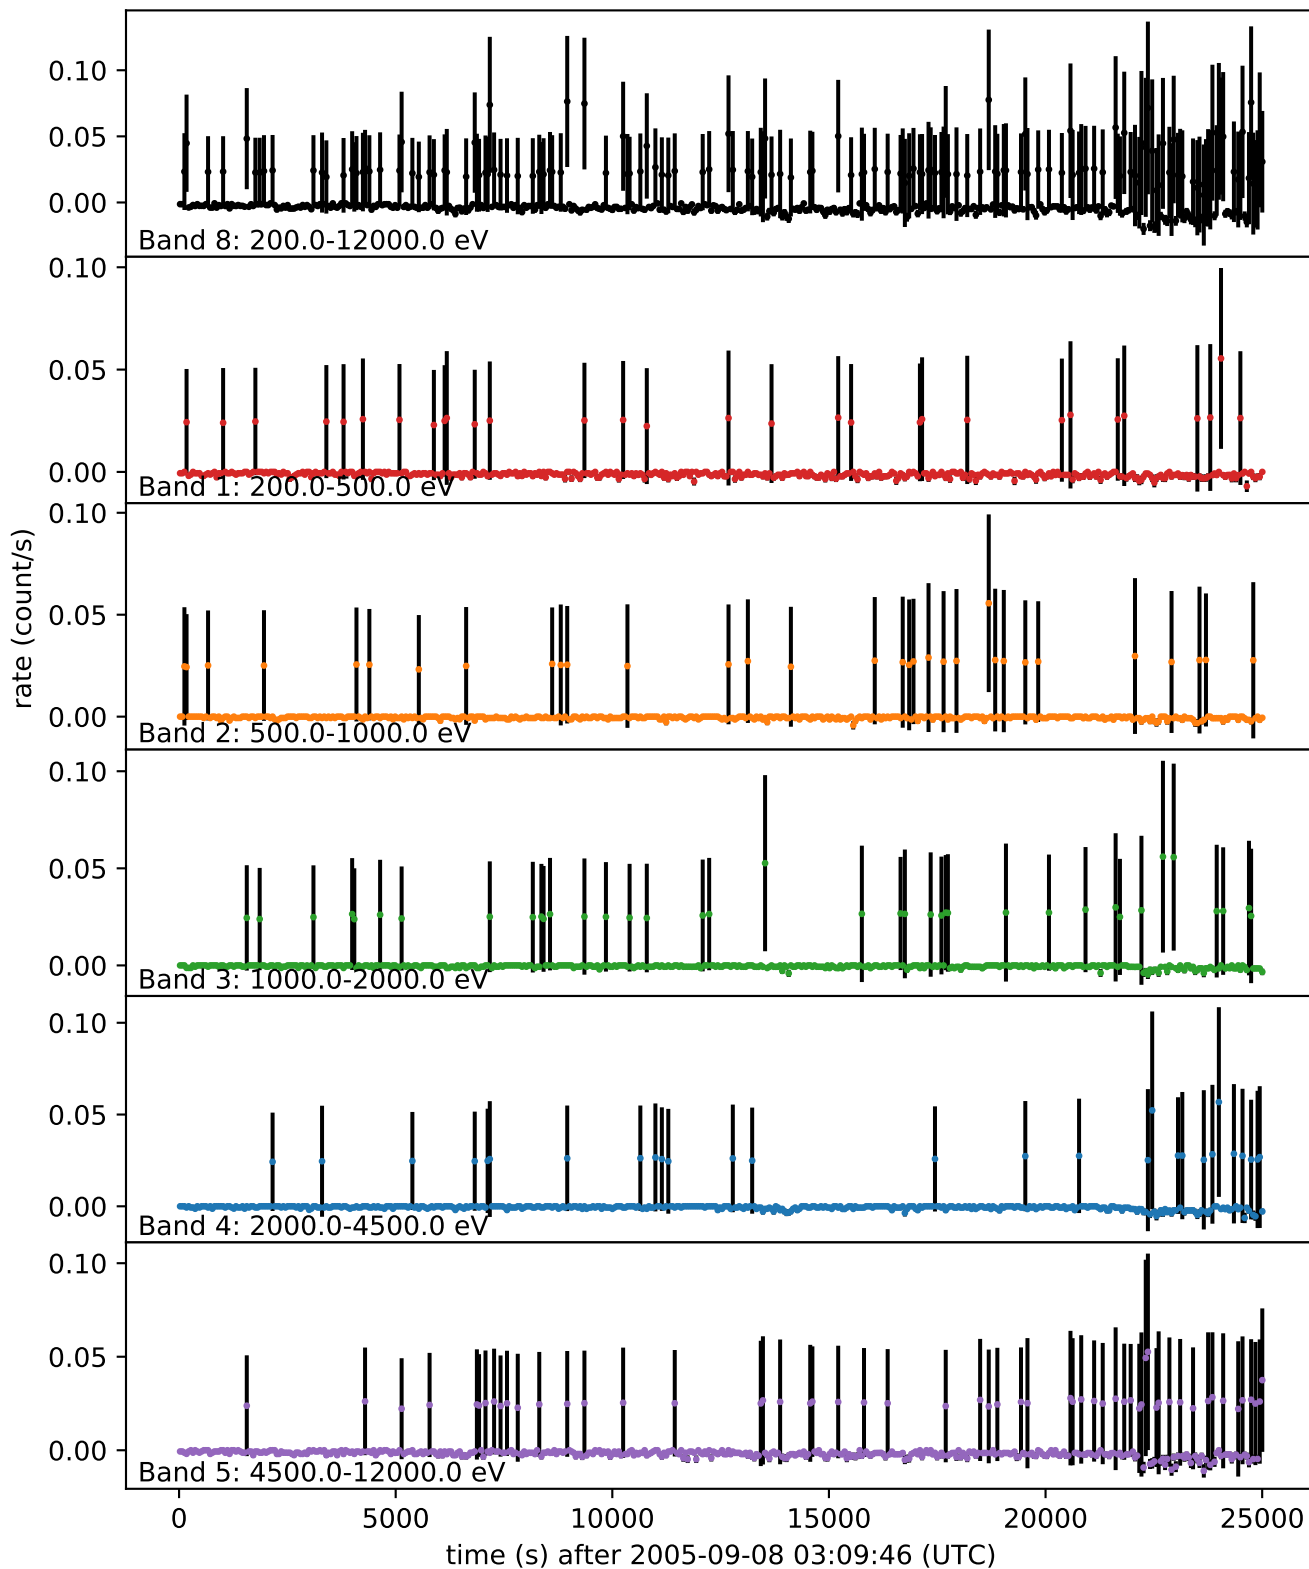 0.10
0.05
0.00
Band 8: 200.0-12000.0 eV
0.10
0.05
0.00
Band 1: 200.0-500.0 eV
rate (count/s)
0.10
0.05
0.00
Band 2: 500.0-1000.0 eV
0.10
0.05
0.00
Band 3: 1000.0-2000.0 eV
0.10
0.05
0.00
Band 4: 2000.0-4500.0 eV
0.10
0.05
0.00
Band 5: 4500.0-12000.0 eV
0 5000 10000 15000 20000 25000
time (s) after 2005-09-08 03:09:46 (UTC)